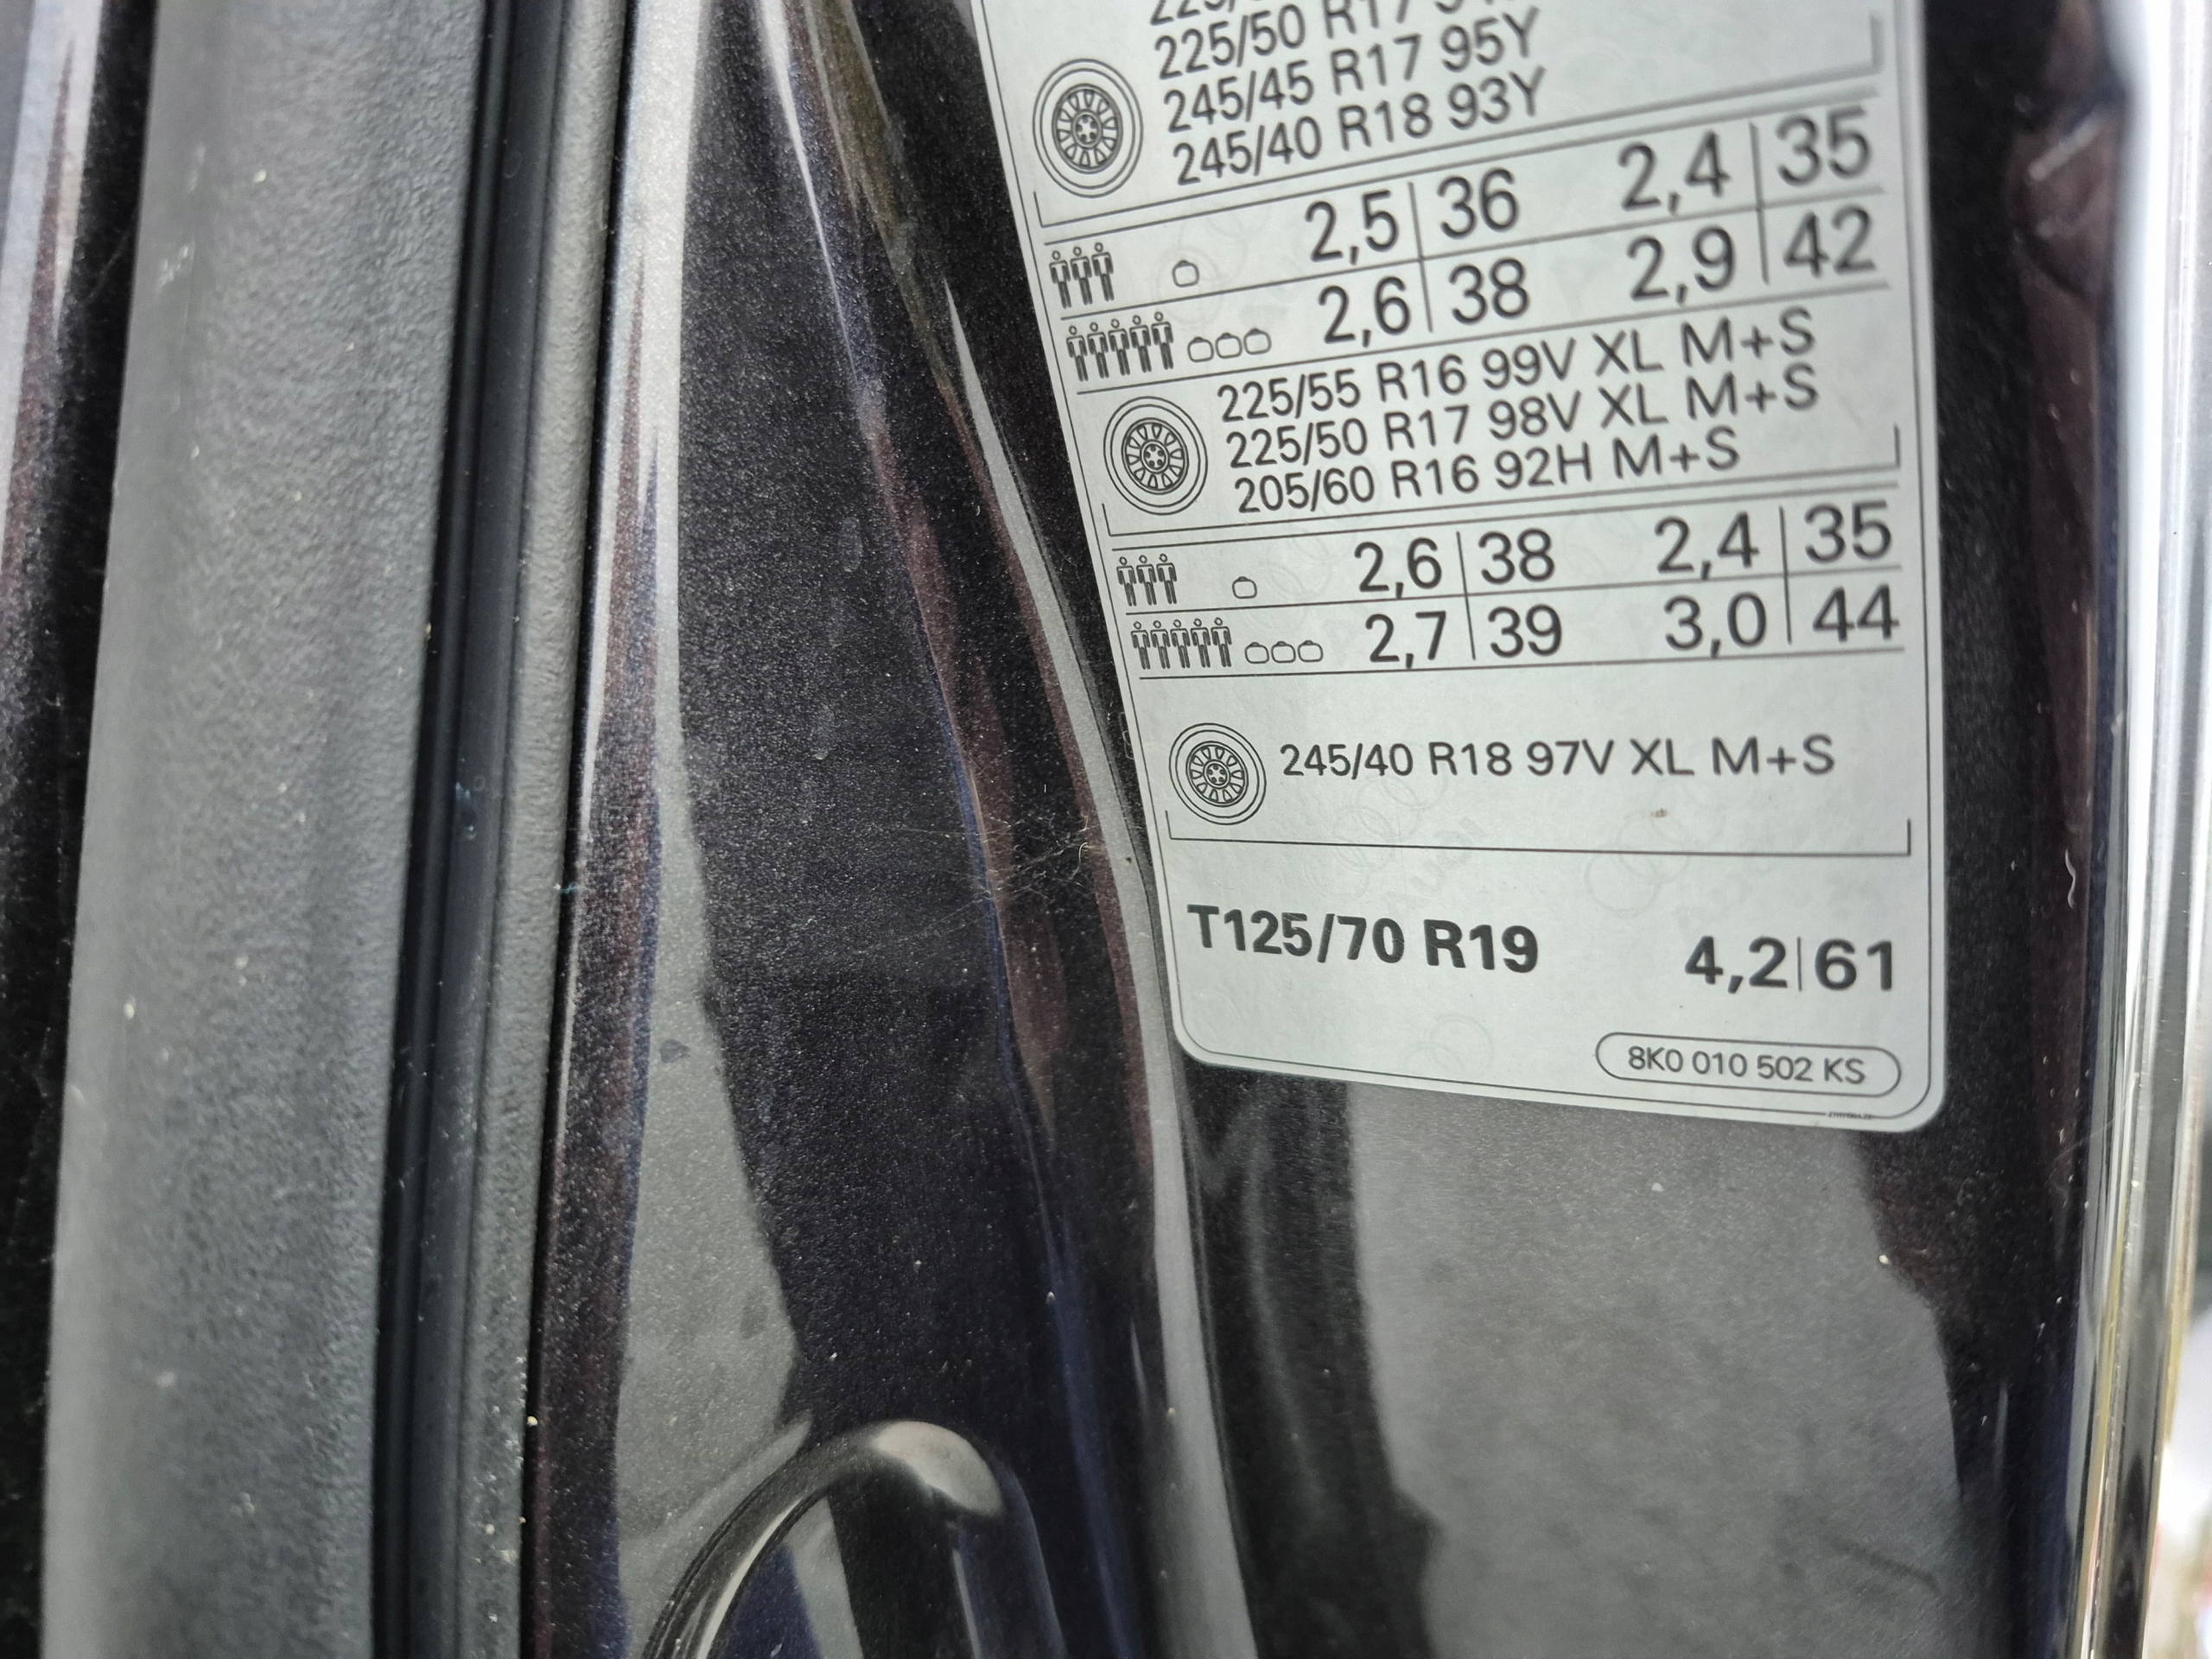 225/50 R17
245/45 R17 95Y
245/40 R18 93Y
2,5 36 2,4 35
2,6 38 2,9 42
225/55 R16 99V XL M+S
225/50 R17 98V XL M+S
205/60 R16 92H M+S
2,6 38 2,4 35
2,7 39 3,0 44
245/40 R18 97V XL M+S
T125/70 R19 4,2|61
8K0 010 502 KS